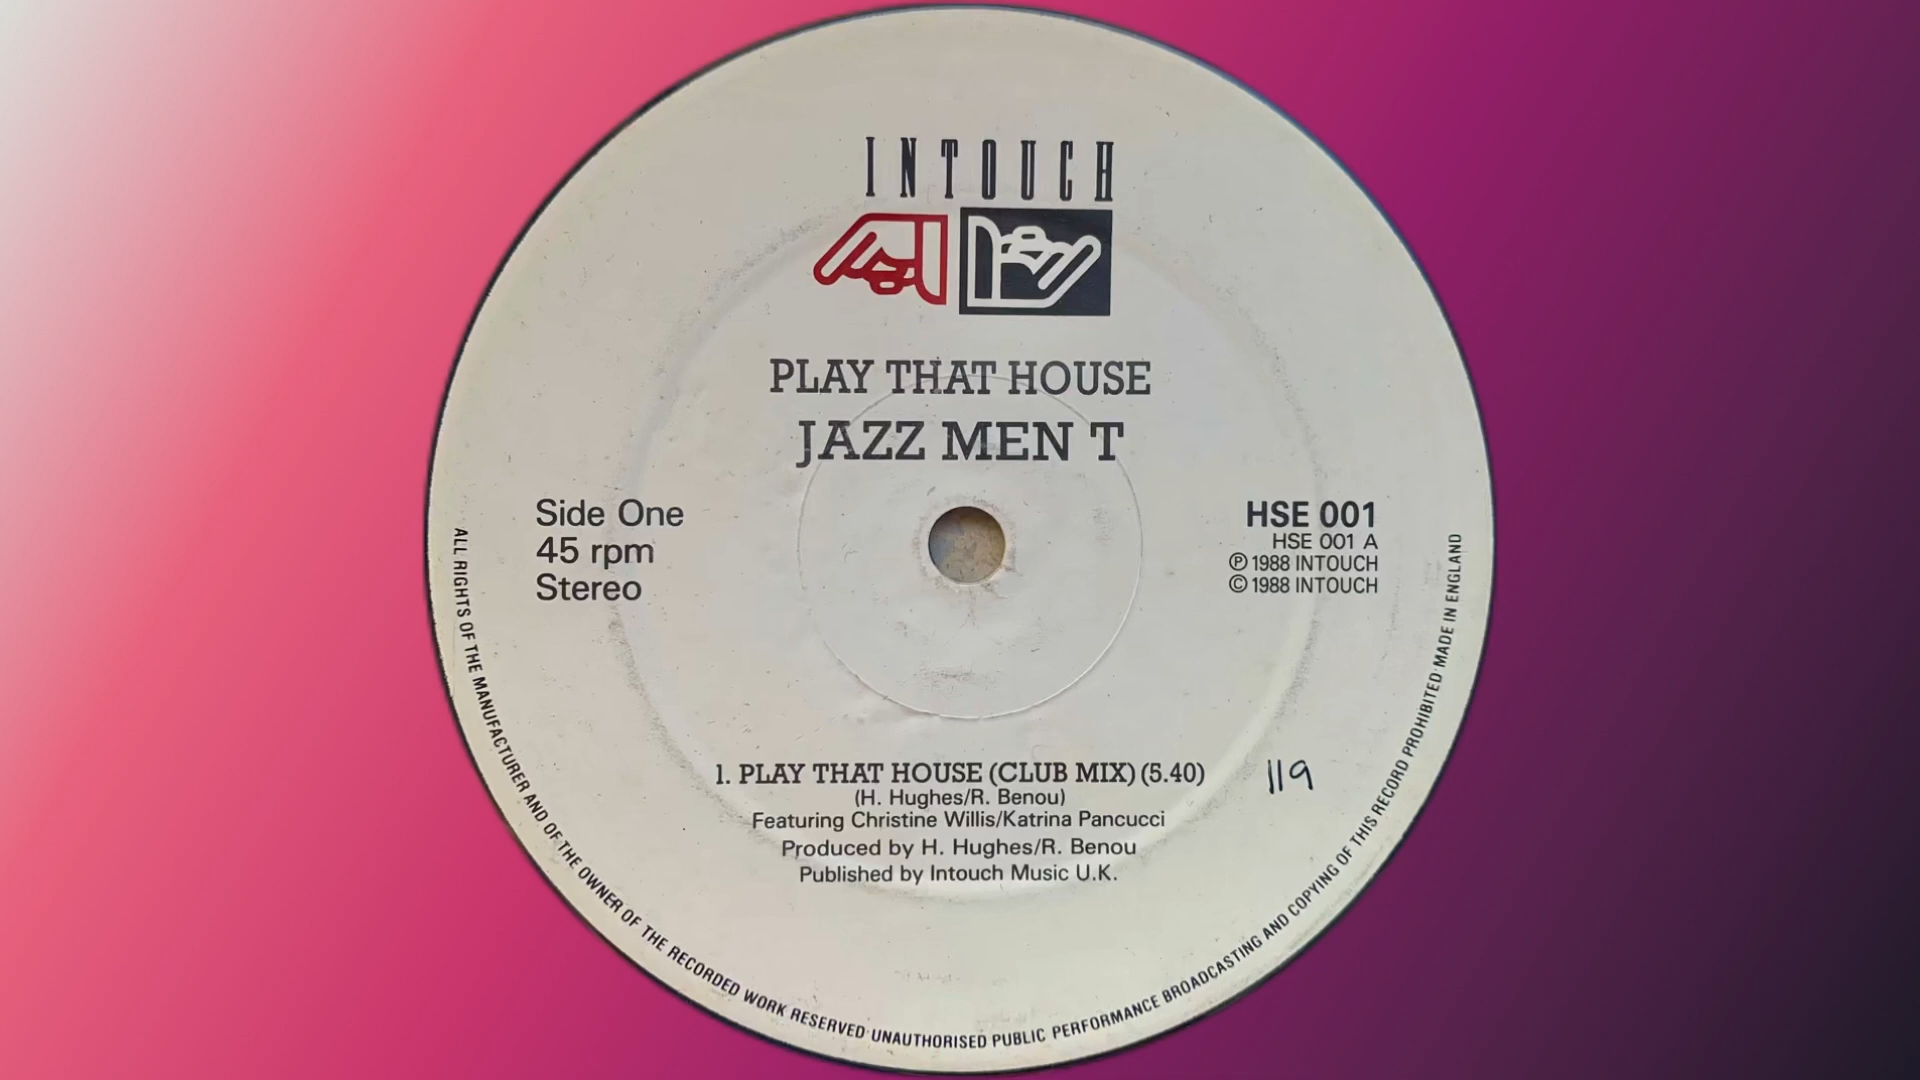 INTOUCH
PLAY THAT HOUSE
JAZZ MEN T
Side One
45 rpm
Stereo
HSE 001
HSE 001 A
℗ 1988 INTOUCH
© 1988 INTOUCH
1. PLAY THAT HOUSE (CLUB MIX) (5.40)
119
(H. Hughes/R. Benou)
Featuring Christine Willis/Katrina Pancucci
Produced by H. Hughes/R. Benou
Published by Intouch Music U.K.
ALL RIGHTS OF THE MANUFACTURER AND OF THE OWNER OF THE RECORDED WORK RESERVED·UNAUTHORISED PUBLIC PERFORMANCE BROADCASTING AND COPYING OF THIS RECORD PROHIBITED·MADE IN ENGLAND